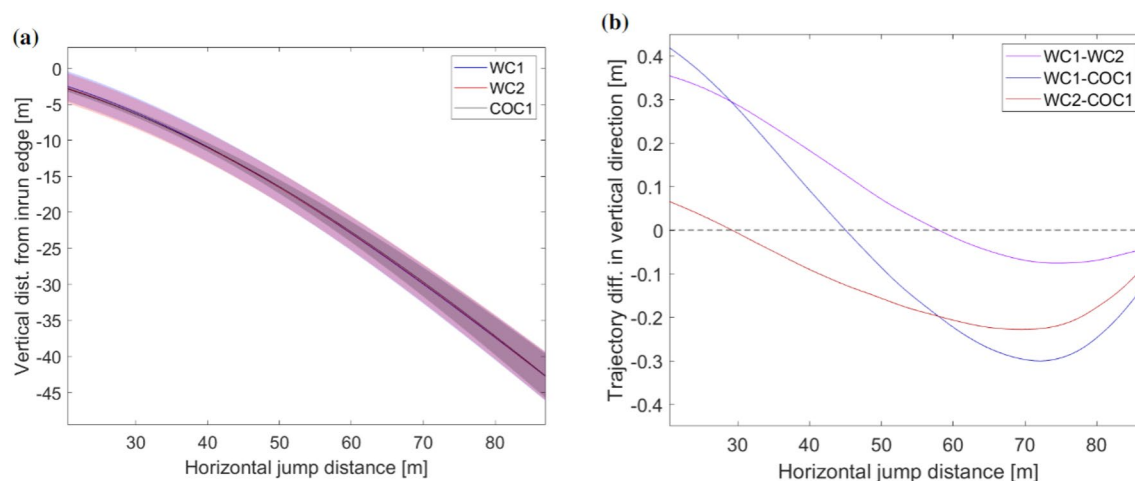 (a)
WC1
WC2
COC1
0
-5
-10
-15
-20
-25
-30
-35
-40
-45
Vertical dist. from inrun edge [m]
30 40 50 60 70 80
Horizontal jump distance [m]
(b)
WC1-WC2
WC1-COC1
WC2-COC1
0.4
0.3
0.2
0.1
0
-0.1
-0.2
-0.3
-0.4
Trajectory diff. in vertical direction [m]
30 40 50 60 70 80
Horizontal jump distance [m]